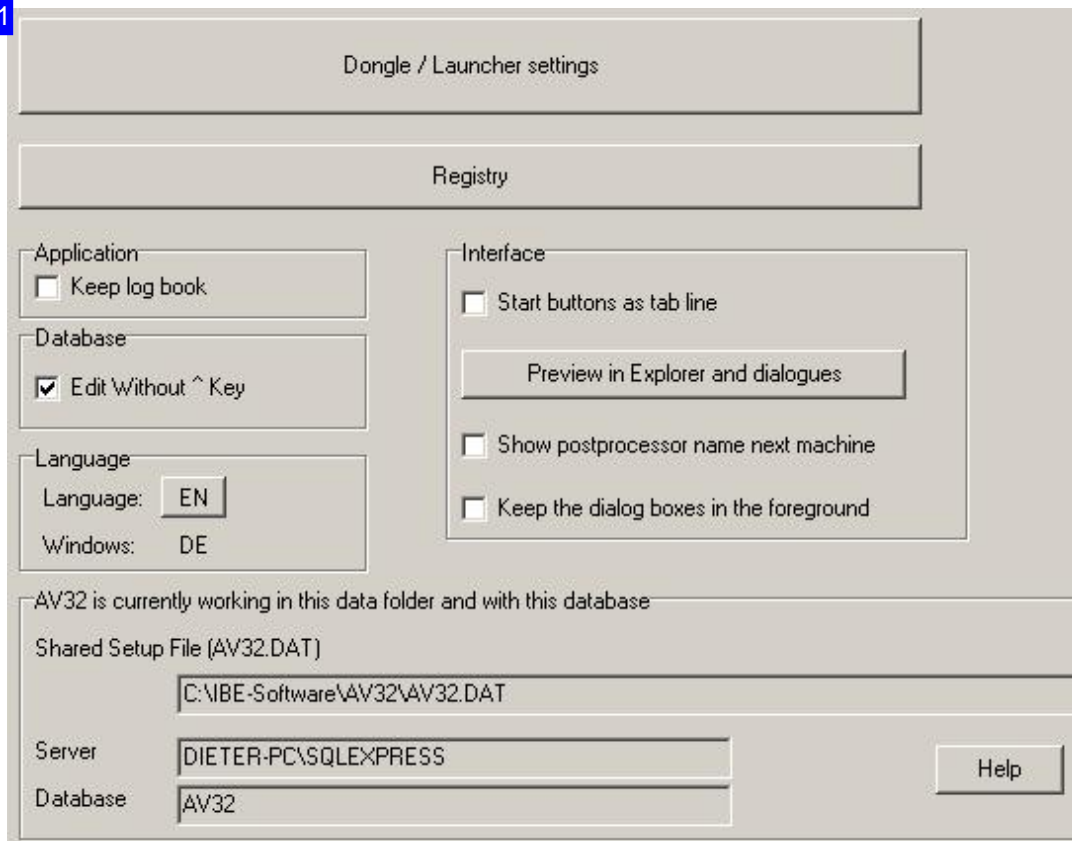 1
Dongle / Launcher settings
Registry
Application
Keep log book
Database
Edit Without ^ Key
Language
Language: EN
Windows: DE
Interface
Start buttons as tab line
Preview in Explorer and dialogues
Show postprocessor name next machine
Keep the dialog boxes in the foreground
AV32 is currently working in this data folder and with this database
Shared Setup File (AV32.DAT)
C:\IBE-Software\AV32\AV32.DAT
Server DIETER-PC\SQLEXPRESS
Database AV32
Help